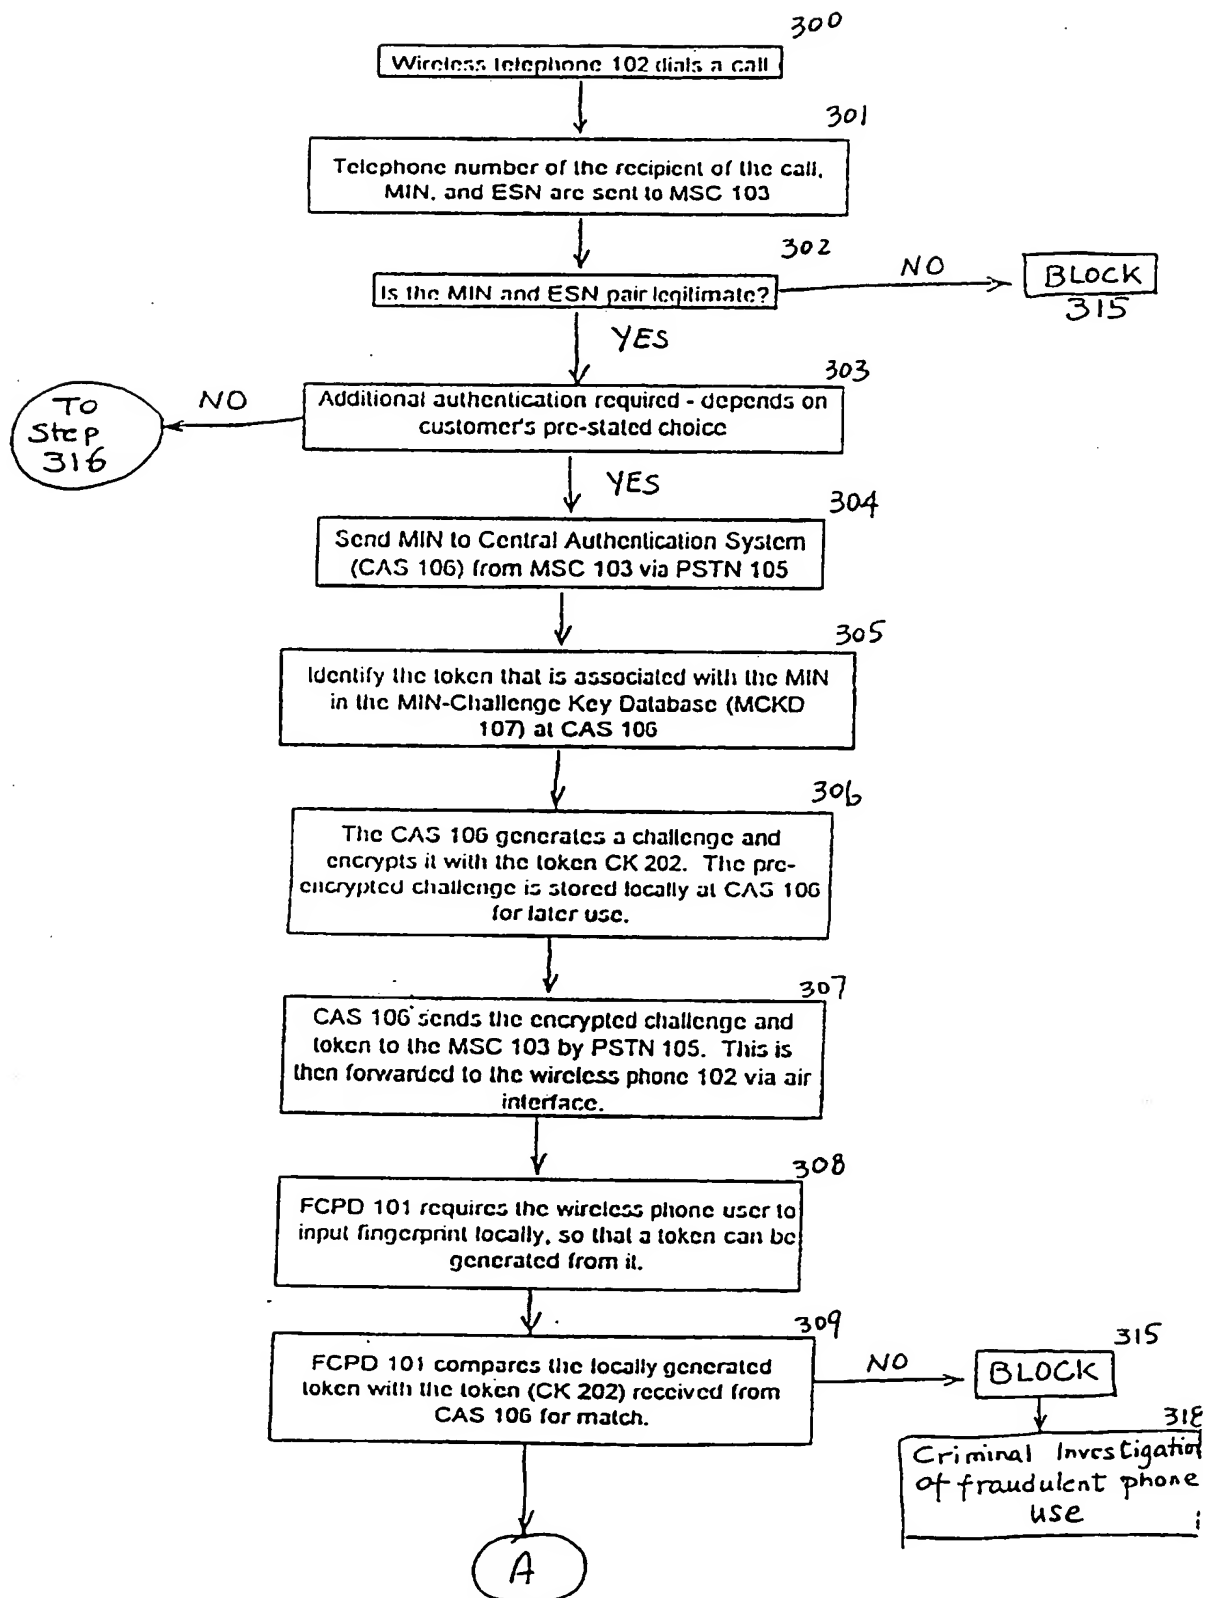 300
Wireless telephone 102 dials a call
301
Telephone number of the recipient of the call,
MIN, and ESN are sent to MSC 103
302
Is the MIN and ESN pair legitimate?
NO
BLOCK
315
YES
303
TO
Step
316
NO
Additional authentication required - depends on
customer's pre-stated choice
YES
304
Send MIN to Central Authentication System
(CAS 106) from MSC 103 via PSTN 105
305
Identify the token that is associated with the MIN
in the MIN-Challenge Key Database (MCKD
107) at CAS 106
306
The CAS 106 generates a challenge and
encrypts it with the token CK 202. The pre-
encrypted challenge is stored locally at CAS 106
for later use.
307
CAS 106 sends the encrypted challenge and
token to the MSC 103 by PSTN 105. This is
then forwarded to the wireless phone 102 via air
interface.
308
FCPD 101 requires the wireless phone user to
input fingerprint locally, so that a token can be
generated from it.
309
FCPD 101 compares the locally generated
token with the token (CK 202) received from
CAS 106 for match.
NO
315
BLOCK
Criminal Investigation
of fraudulent phone
use
A